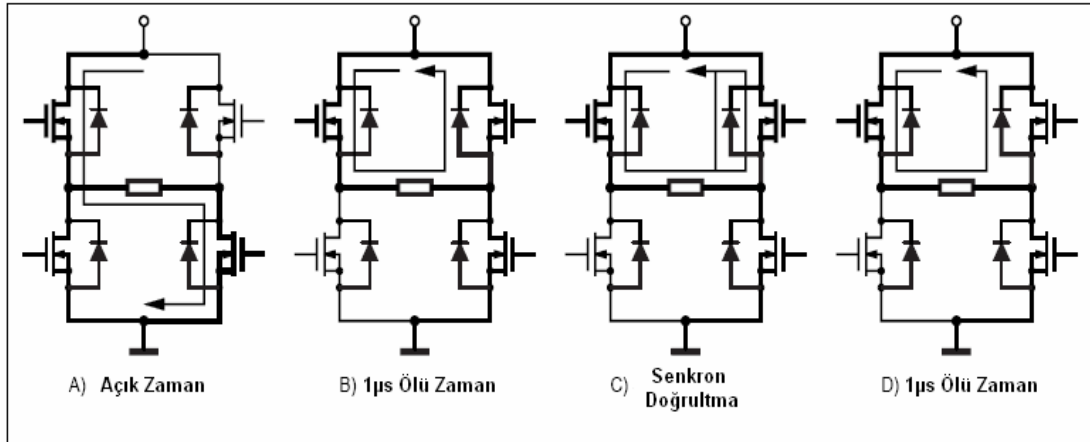 A) Açık Zaman
B) 1µs Ölü Zaman
C) Senkron
Doğrultma
D) 1µs Ölü Zaman